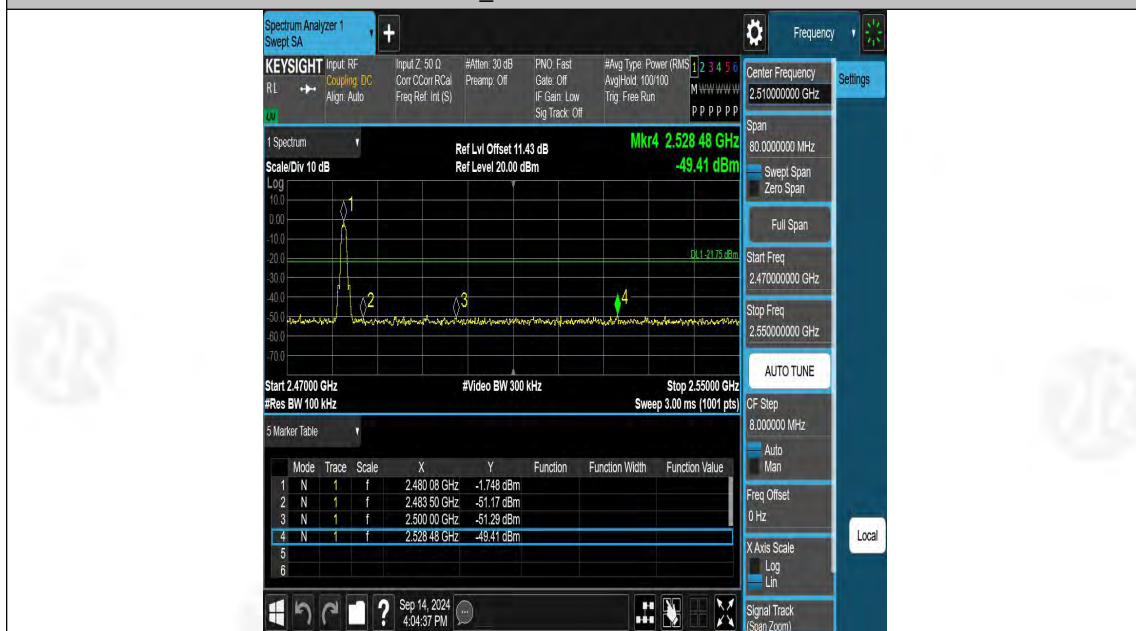 Spectrum Analyzer 1
Swept SA
+
Frequency
KEYSIGHT
RL
Input: RF
Coupling: DC
Align: Auto
Input Z: 50 Ω
Corr CCorr RCal
Freq Ref: Int (S)
#Atten: 30 dB
Preamp: Off
PNO: Fast
Gate: Off
IF Gain: Low
Sig Track: Off
#Avg Type: Power (RMS
Avg|Hold: 100/100
Trig: Free Run
1 2 3 4 5 6
M W W W W W
P P P P P P
1 Spectrum
Scale/Div 10 dB
Ref Lvl Offset 11.43 dB
Ref Level 20.00 dBm
Mkr4 2.528 48 GHz
-49.41 dBm
Log
10.0
0.00
-10.0
-20.0
-30.0
-40.0
-50.0
-60.0
-70.0
1
2
3
4
DL1 -21.75 dBm
Start 2.47000 GHz
#Res BW 100 kHz
#Video BW 300 kHz
Stop 2.55000 GHz
Sweep 3.00 ms (1001 pts)
5 Marker Table
Mode Trace Scale X Y Function Function Width Function Value
1 N 1 f 2.480 08 GHz -1.748 dBm
2 N 1 f 2.483 50 GHz -51.17 dBm
3 N 1 f 2.500 00 GHz -51.29 dBm
4 N 1 f 2.528 48 GHz -49.41 dBm
5
6
Sep 14, 2024
4:04:37 PM
Center Frequency
2.510000000 GHz
Settings
Span
80.0000000 MHz
Swept Span
Zero Span
Full Span
Start Freq
2.470000000 GHz
Stop Freq
2.550000000 GHz
AUTO TUNE
CF Step
8.000000 MHz
Auto
Man
Freq Offset
0 Hz
Local
X Axis Scale
Log
Lin
Signal Track
(Span Zoom)